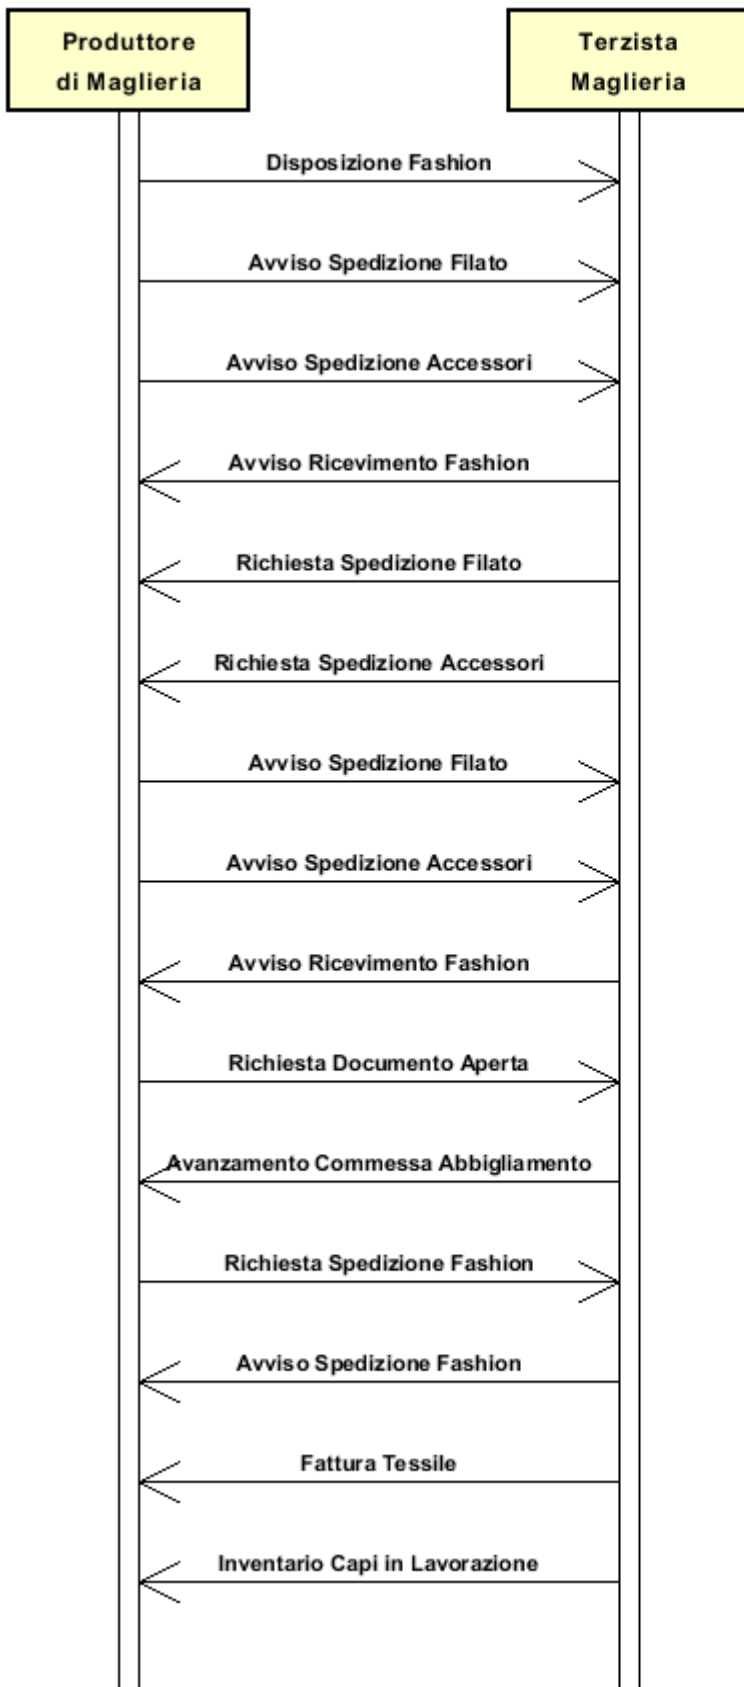 Produttore
di Maglieria
Terzista
Maglieria
Disposizione Fashion
Avviso Spedizione Filato
Avviso Spedizione Accessori
Avviso Ricevimento Fashion
Richiesta Spedizione Filato
Richiesta Spedizione Accessori
Avviso Spedizione Filato
Avviso Spedizione Accessori
Avviso Ricevimento Fashion
Richiesta Documento Aperta
Avanzamento Commessa Abbigliamento
Richiesta Spedizione Fashion
Avviso Spedizione Fashion
Fattura Tessile
Inventario Capi in Lavorazione